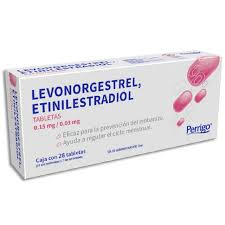 LEVONORGESTREL,
ETINILESTRADIOL
TABLETAS
0.15 mg / 0.03 mg
Eficaz para la prevención del embarazo.
Ayuda a regular el ciclo menstrual.
Caja con 28 tabletas
Perrigo